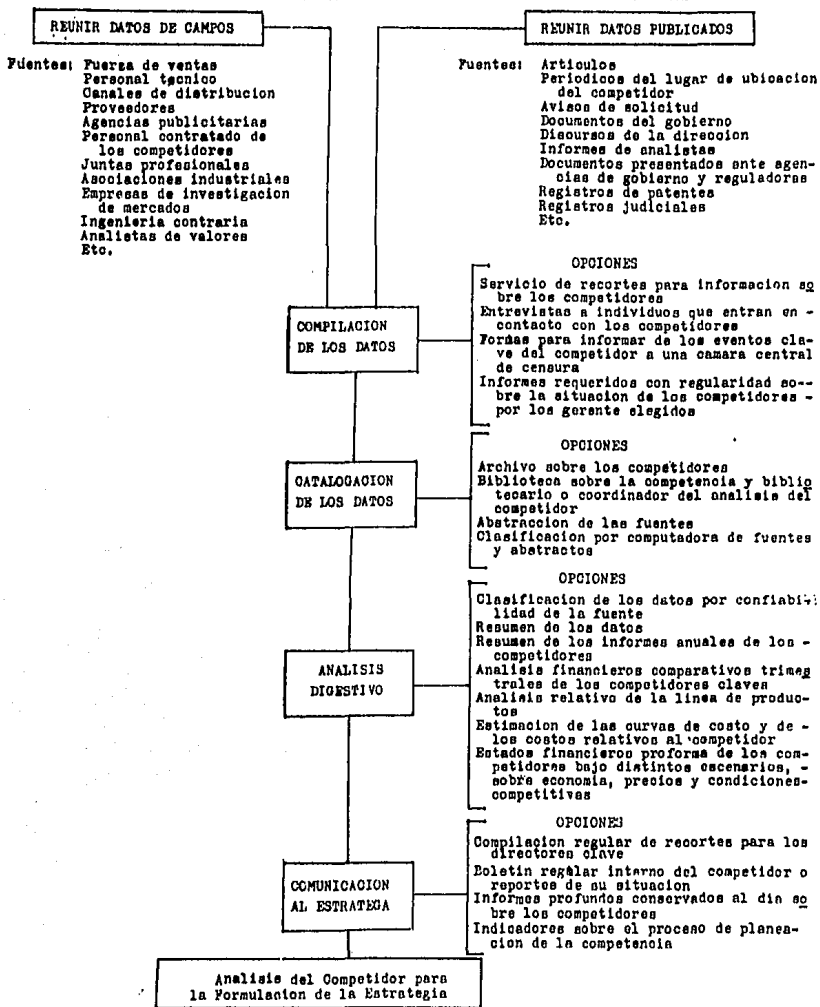 REUNIR DATOS DE CAMPOS
Fuentes: Fuerza de ventas
Personal tecnico
Canales de distribucion
Proveedores
Agencias publicitarias
Personal contratado de
los competidores
Juntas profesionales
Asociaciones industriales
Empresas de investigacion
de mercados
Ingenieria contraria
Analistas de valores
Etc.
REUNIR DATOS PUBLICADOS
Fuentes: Articulos
Periodicos del lugar de ubicacion
del competidor
Avisos de solicitud
Documentos del gobierno
Discursos de la direccion
Informes de analistas
Documentos presentados ante agen-
cias de gobierno y reguladoras
Registros de patentes
Registros judiciales
Etc.
COMPILACION
DE LOS DATOS
OPCIONES
Servicio de recortes para informacion so
bre los competidores
Entrevistas a individuos que entran en -
contacto con los competidores
Formas para informar de los eventos cla-
ve del competidor a una camara central
de censura
Informes requeridos con regularidad so--
bre la situacion de los competidores -
por los gerente elegidos
CATALOGACION
DE LOS DATOS
OPCIONES
Archivo sobre los competidores
Biblioteca sobre la competencia y biblio
tecario o coordinador del analisis del
competidor
Abstraccion de las fuentes
Clasificacion por computadora de fuentes
y abstractos
ANALISIS
DIGESTIVO
OPCIONES
Clasificacion de los datos por confiabi-
lidad de la fuente
Resumen de los datos
Resumen de los informes anuales de los -
competidores
Analisis financieros comparativos trimes
trales de los competidores claves
Analisis relativo de la linea de produc-
tos
Estimacion de las curvas de costo y de -
los costos relativos al competidor
Estados financieros proforma de los com-
petidores bajo distintos escenarios, -
sobre economia, precios y condiciones-
competitivas
COMUNICACION
AL ESTRATEGA
OPCIONES
Compilacion regular de recortes para los
directores clave
Boletin regular interno del competidor o
reportes de su situacion
Informes profundos conservados al dia so
bre los competidores
Indicadores sobre el proceso de planea-
cion de la competencia
Analisis del Competidor para
la Formulacion de la Estrategia